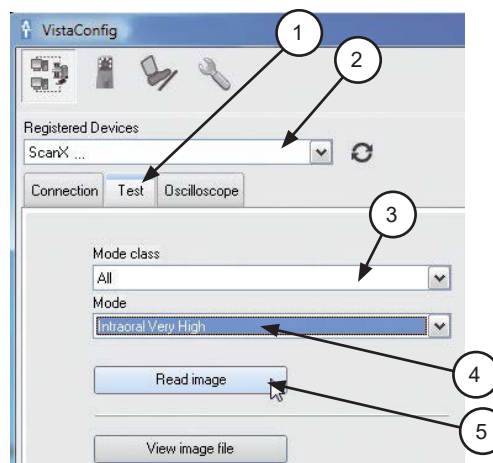 VistaConfig
1
2
Registered Devices
ScanX ...
Connection Test Oscilloscope
3
Mode class
All
Mode
Intraoral Very High
4
Read image
5
View image file